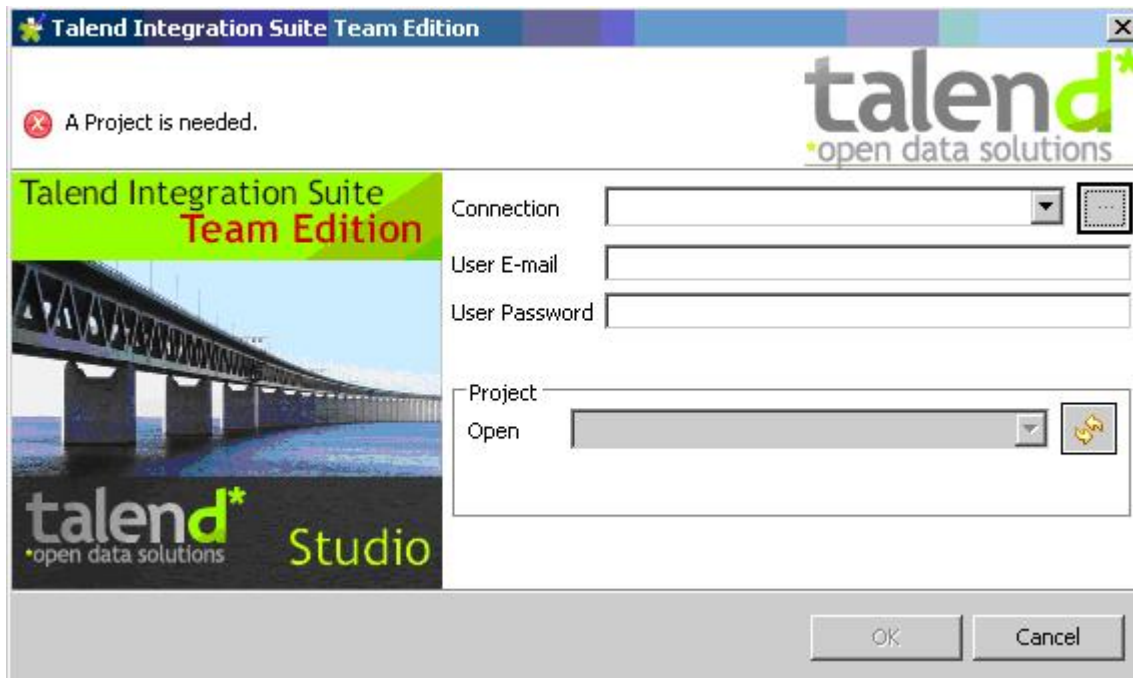 Talend Integration Suite Team Edition
A Project is needed.
talend*
*open data solutions
Talend Integration Suite
Team Edition
talend*
*open data solutions
Studio
Connection
...
User E-mail
User Password
Project
Open
OK
Cancel